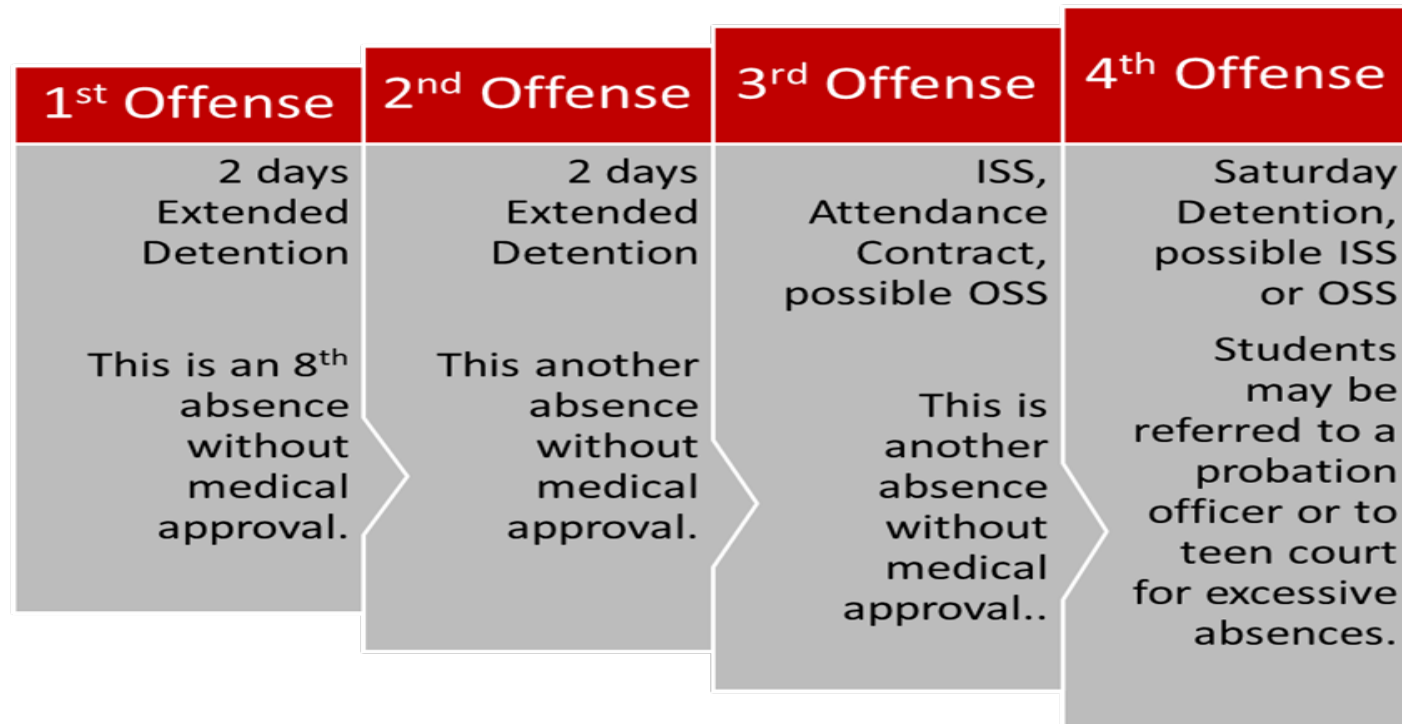 1st Offense
2 days
Extended
Detention
This is an 8th
absence
without
medical
approval.
2nd Offense
2 days
Extended
Detention
This another
absence
without
medical
approval.
3rd Offense
ISS,
Attendance
Contract,
possible OSS
This is
another
absence
without
medical
approval..
4th Offense
Saturday
Detention,
possible ISS
or OSS
Students
may be
referred to a
probation
officer or to
teen court
for excessive
absences.